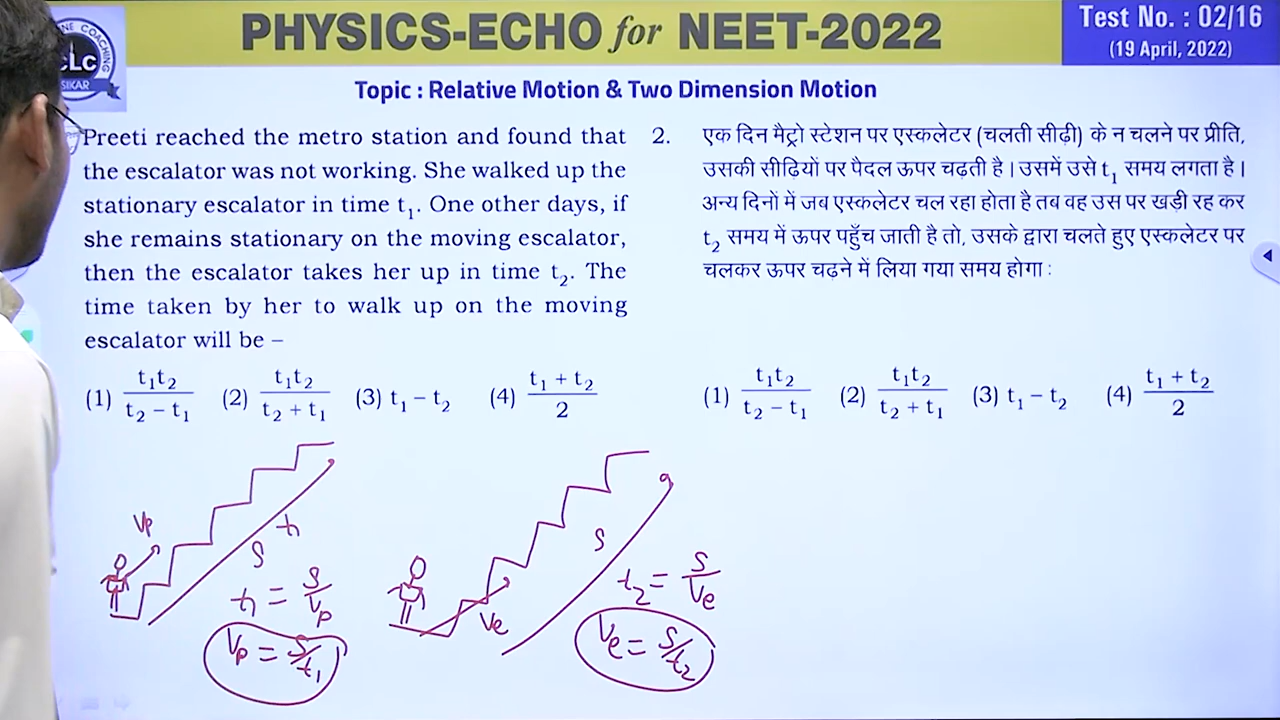 PHYSICS-ECHO for NEET-2022
Test No. : 02/16
(19 April, 2022)
CLC
SIKAR
Topic : Relative Motion & Two Dimension Motion
Preeti reached the metro station and found that
the escalator was not working. She walked up the
stationary escalator in time t₁. One other days, if
she remains stationary on the moving escalator,
then the escalator takes her up in time t₂. The
time taken by her to walk up on the moving
escalator will be –
(1) t₁t₂/(t₂ – t₁) (2) t₁t₂/(t₂ + t₁) (3) t₁ – t₂ (4) (t₁ + t₂)/2
2. एक दिन मैट्रो स्टेशन पर एस्कलेटर (चलती सीढ़ी) के न चलने पर प्रीति,
उसकी सीढ़ियों पर पैदल ऊपर चढ़ती है। उसमें उसे t₁ समय लगता है।
अन्य दिनों में जब एस्कलेटर चल रहा होता है तब वह उस पर खड़ी रह कर
t₂ समय में ऊपर पहुँच जाती है तो, उसके द्वारा चलते हुए एस्कलेटर पर
चलकर ऊपर चढ़ने में लिया गया समय होगा :
(1) t₁t₂/(t₂ – t₁) (2) t₁t₂/(t₂ + t₁) (3) t₁ – t₂ (4) (t₁ + t₂)/2
Vp
t₁
S
t₁ = S/Vp
Vp = S/t₁
S
Ve
t₂ = S/Ve
Ve = S/t₂